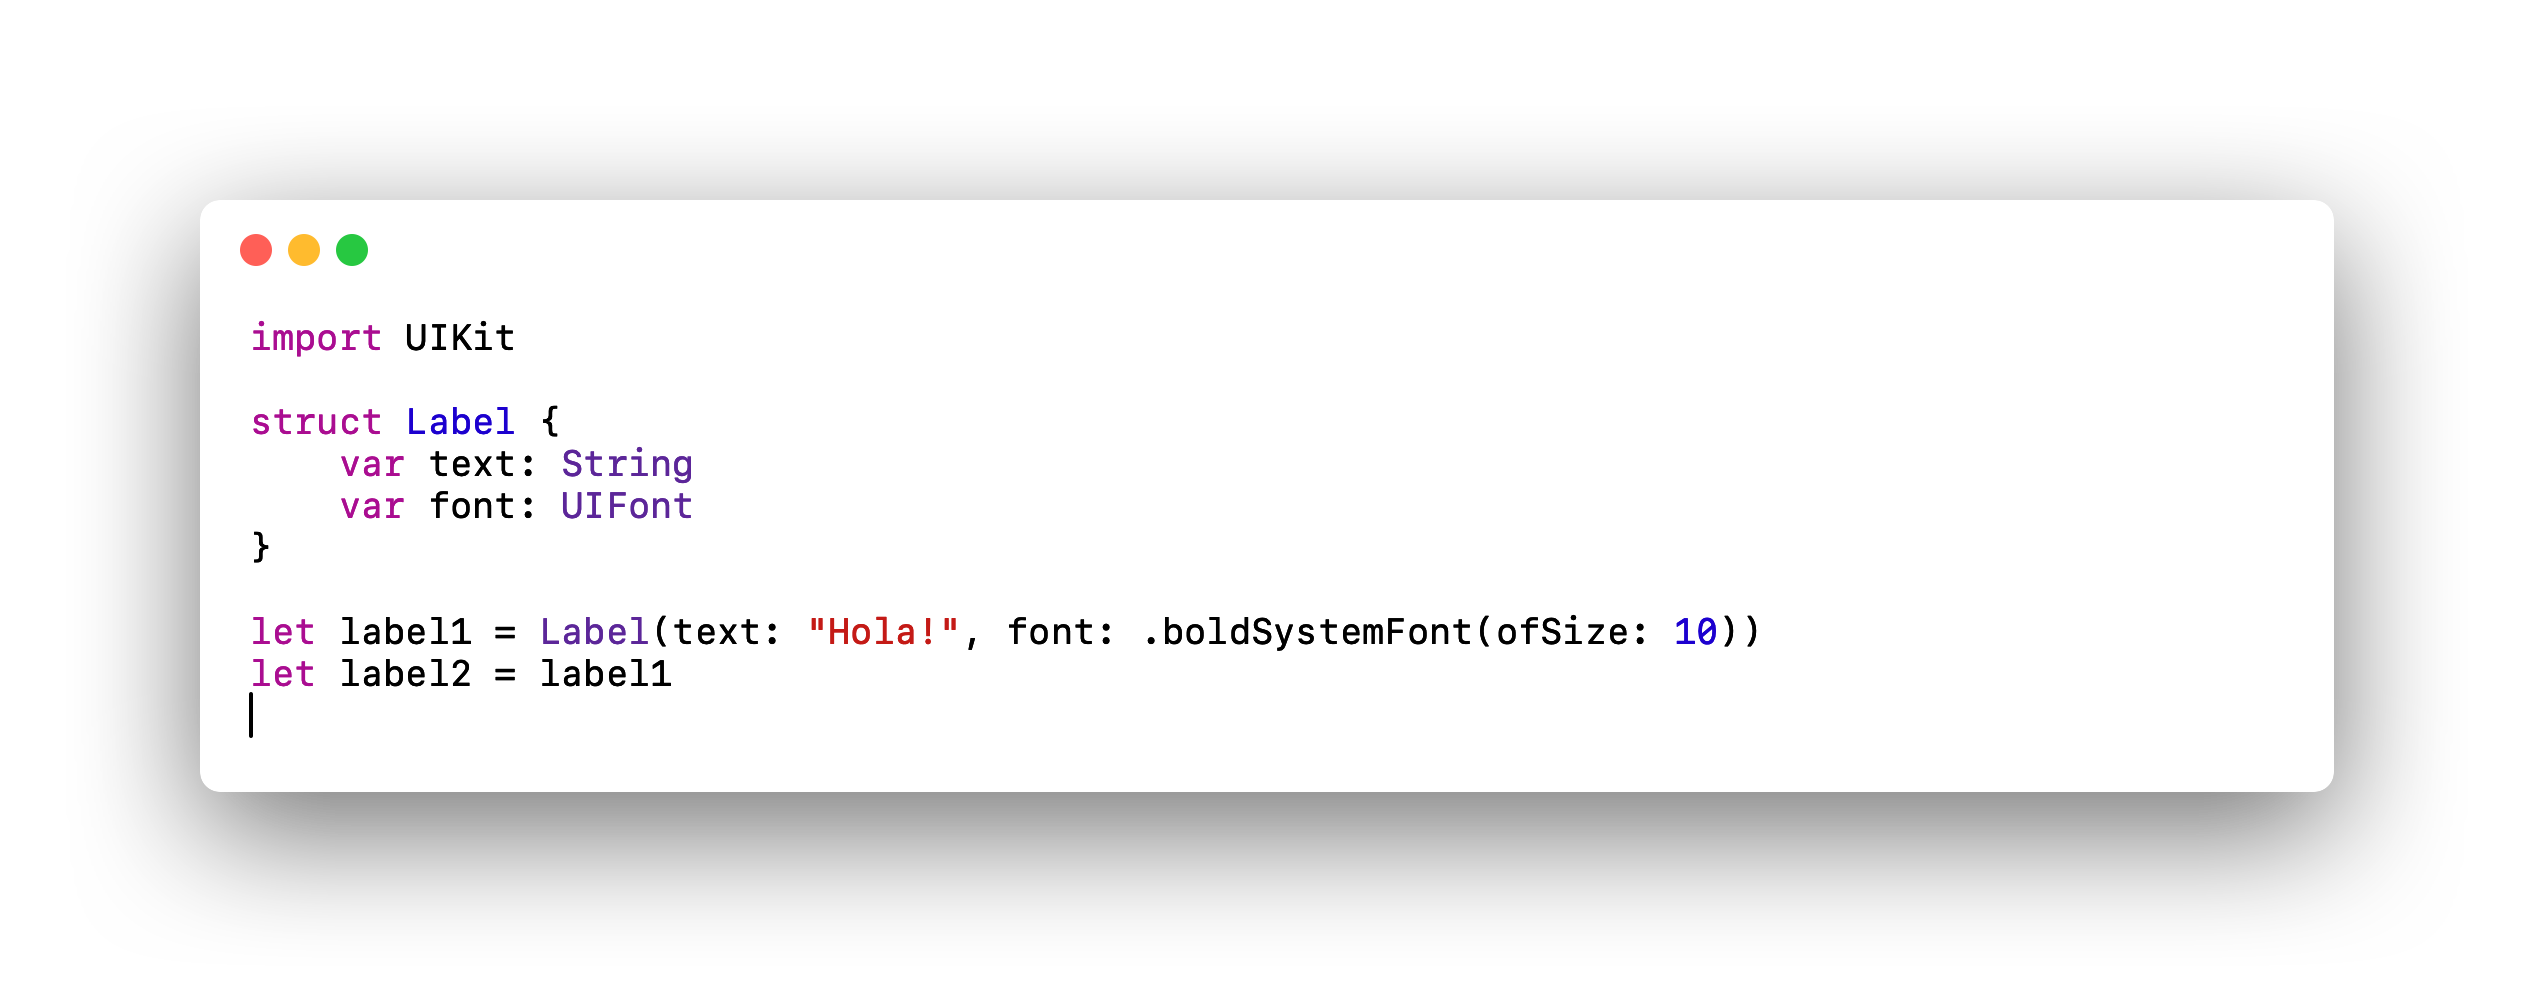 import UIKit

struct Label {
    var text: String
    var font: UIFont
}

let label1 = Label(text: "Hola!", font: .boldSystemFont(ofSize: 10))
let label2 = label1